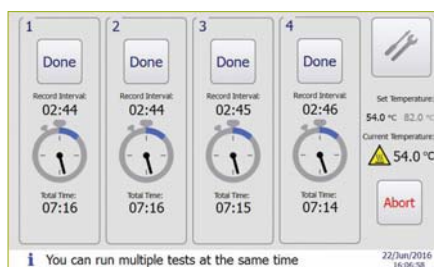 1 2 3 4
Done Done Done Done
Record Interval: Record Interval: Record Interval: Record Interval:
02:44 02:44 02:45 02:46
Total Time: Total Time: Total Time: Total Time:
07:16 07:16 07:15 07:14
Set Temperature:
54.0 °C 82.0 °C
Current Temperature:
54.0 °C
Abort
i You can run multiple tests at the same time
22/Jun/2016
16:06:58